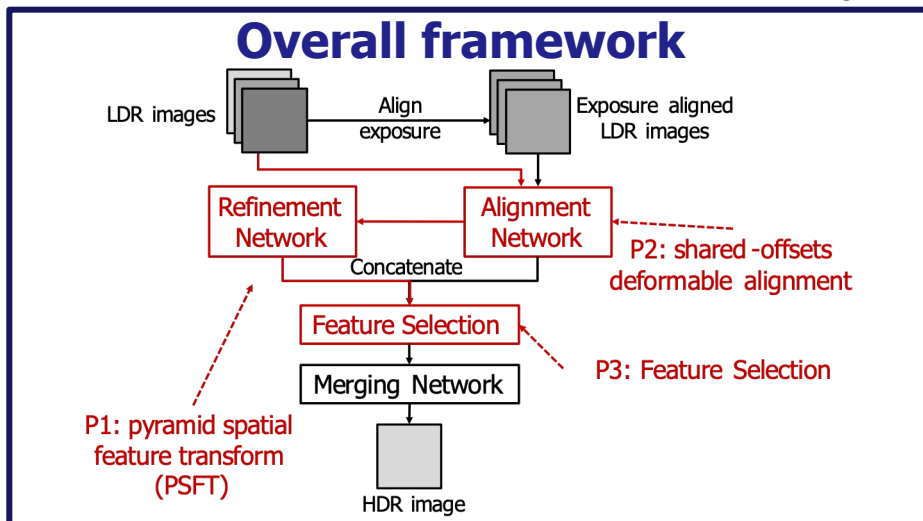 Overall framework
LDR images
Align
exposure
Exposure aligned
LDR images
Refinement
Network
Alignment
Network
P2: shared -offsets
deformable alignment
Concatenate
Feature Selection
P3: Feature Selection
Merging Network
P1: pyramid spatial
feature transform
(PSFT)
HDR image